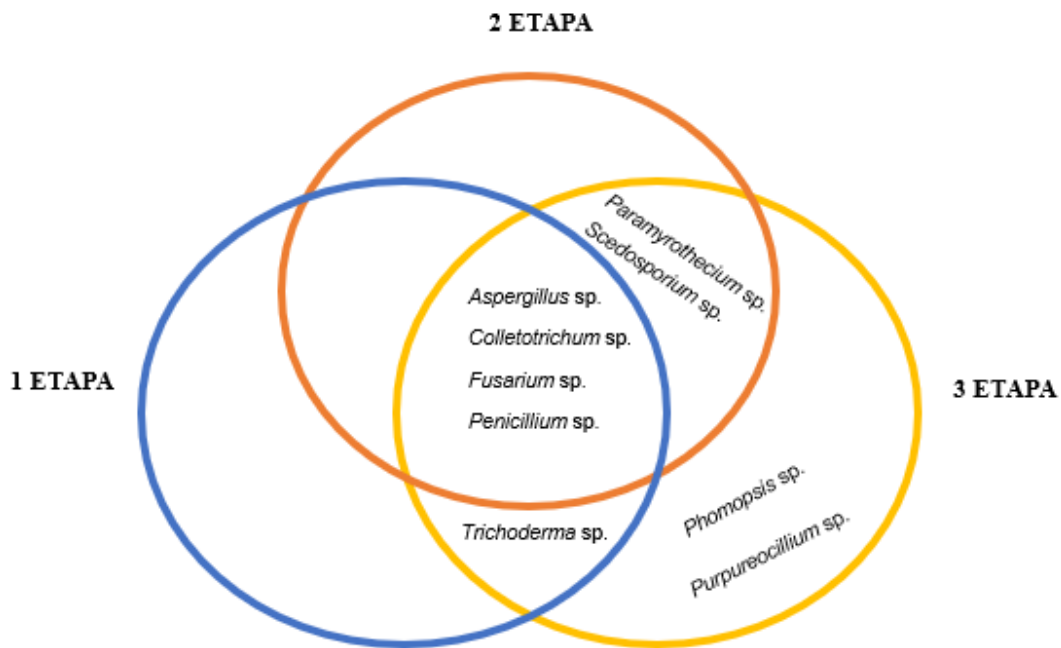 2 ETAPA
Paramyrothecium sp.
Scedosporium sp.
Aspergillus sp.
Colletotrichum sp.
Fusarium sp.
Penicillium sp.
1 ETAPA
3 ETAPA
Trichoderma sp.
Phomopsis sp.
Purpureocillium sp.